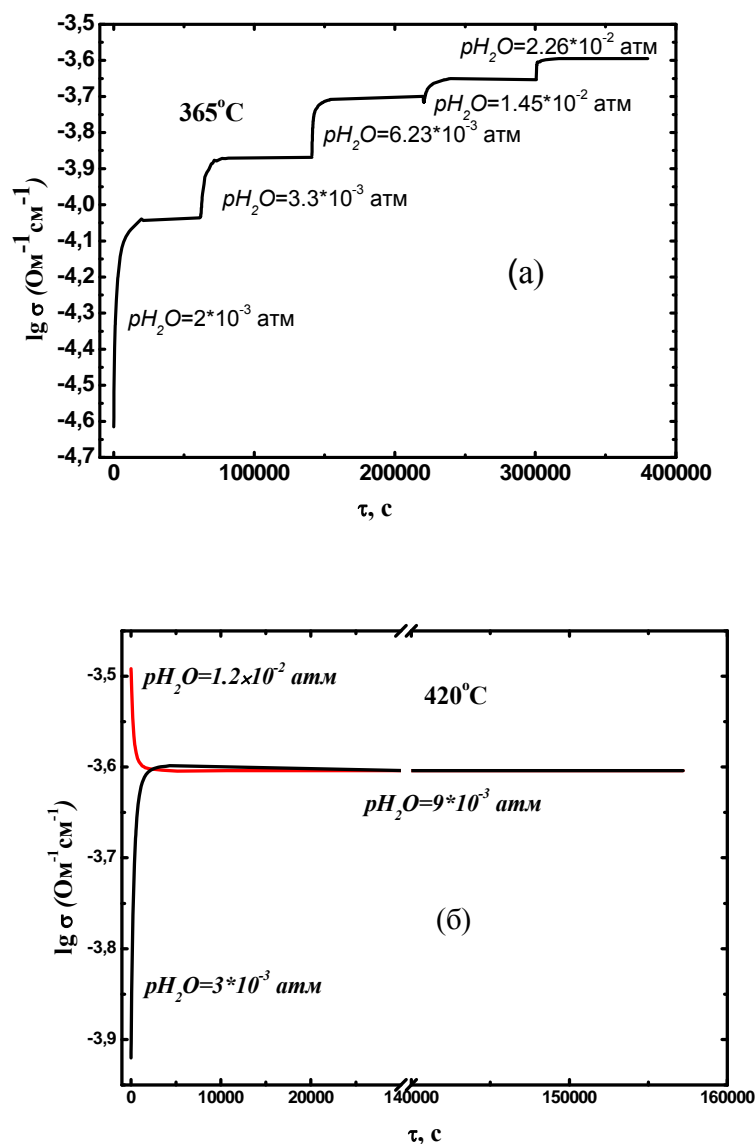 -3,5
-3,6
-3,7
-3,8
-3,9
-4,0
-4,1
-4,2
-4,3
-4,4
-4,5
-4,6
-4,7
lg σ (Ом⁻¹см⁻¹)
pH₂O=2.26*10⁻² атм
365°C
pH₂O=1.45*10⁻² атм
pH₂O=6.23*10⁻³ атм
pH₂O=3.3*10⁻³ атм
(а)
pH₂O=2*10⁻³ атм
0 100000 200000 300000 400000
τ, с
-3,5
-3,6
-3,7
-3,8
-3,9
lg σ (Ом⁻¹см⁻¹)
pH₂O=1.2×10⁻² атм
420°C
pH₂O=9*10⁻³ атм
(б)
pH₂O=3*10⁻³ атм
0 10000 20000 140000 150000 160000
τ, с